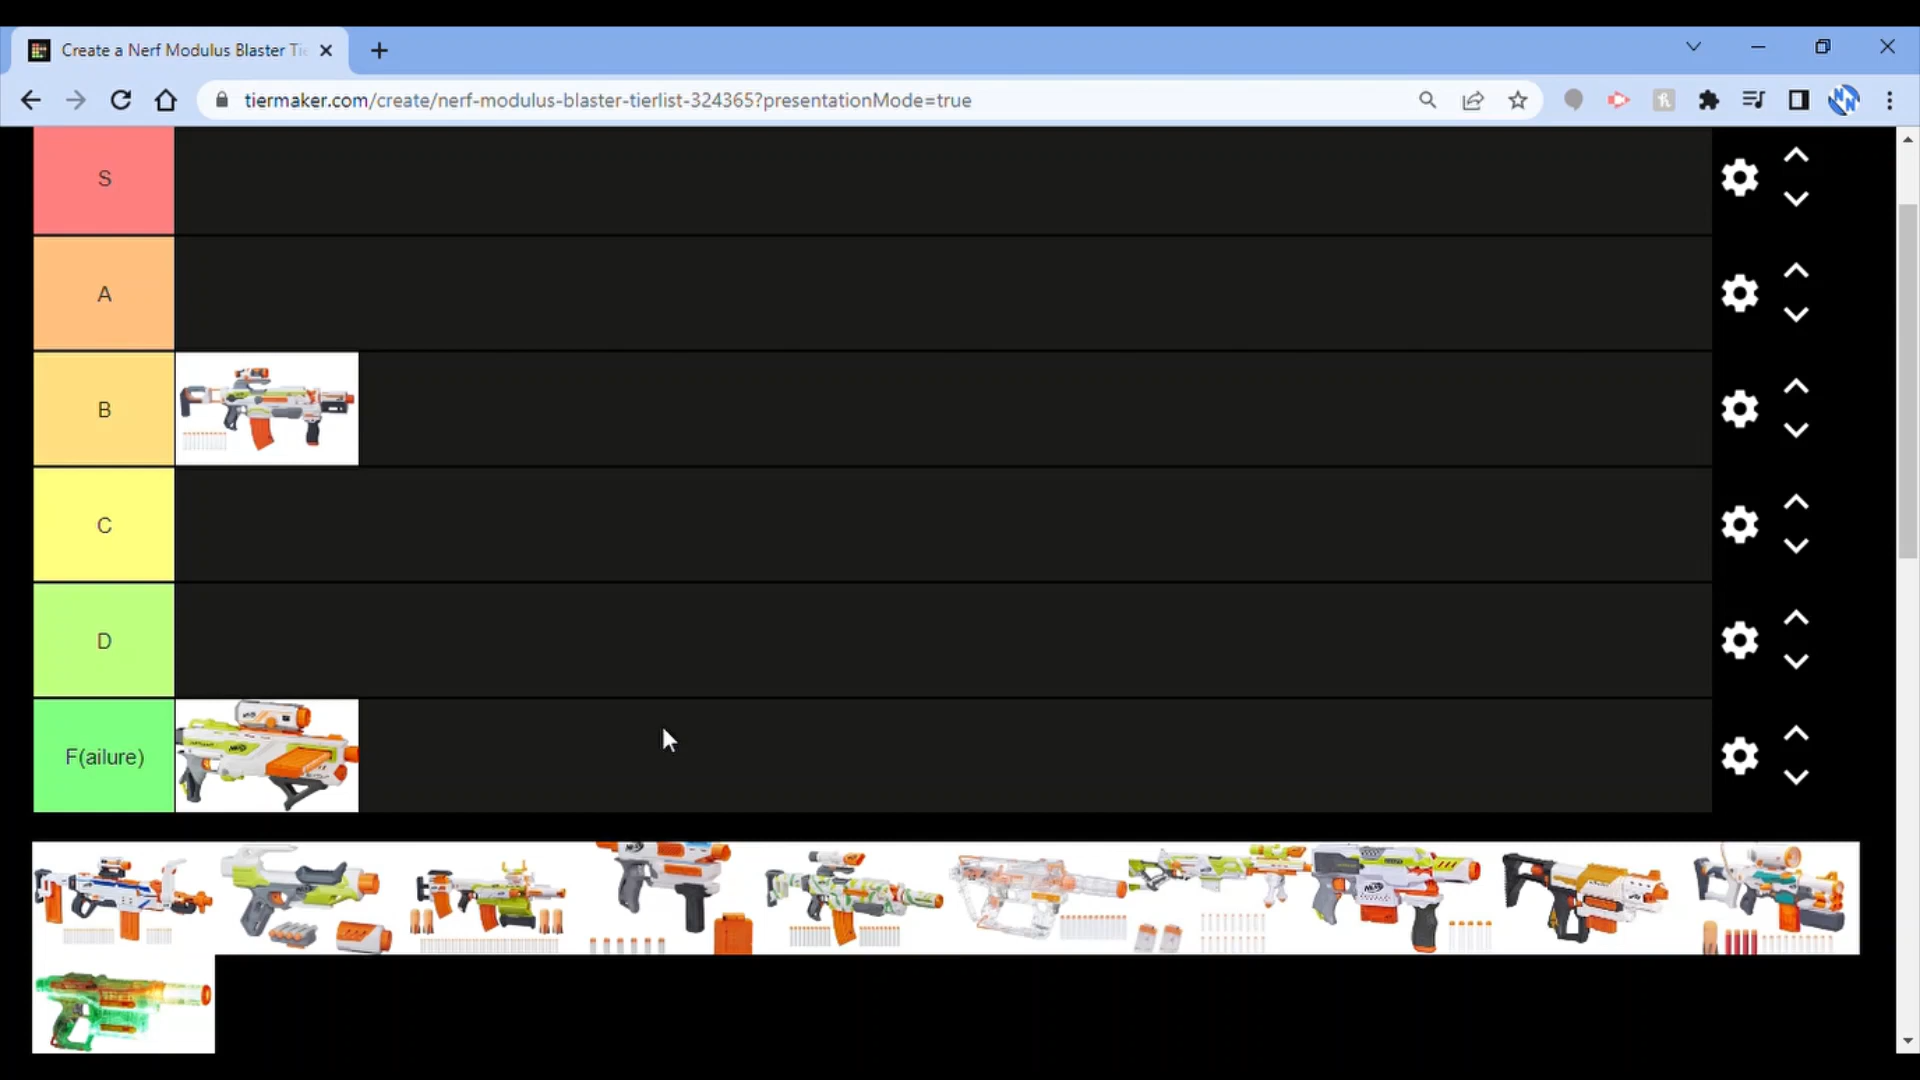 Create a Nerf Modulus Blaster Ti
tiermaker.com/create/nerf-modulus-blaster-tierlist-324365?presentationMode=true
S
A
B
C
D
F(ailure)